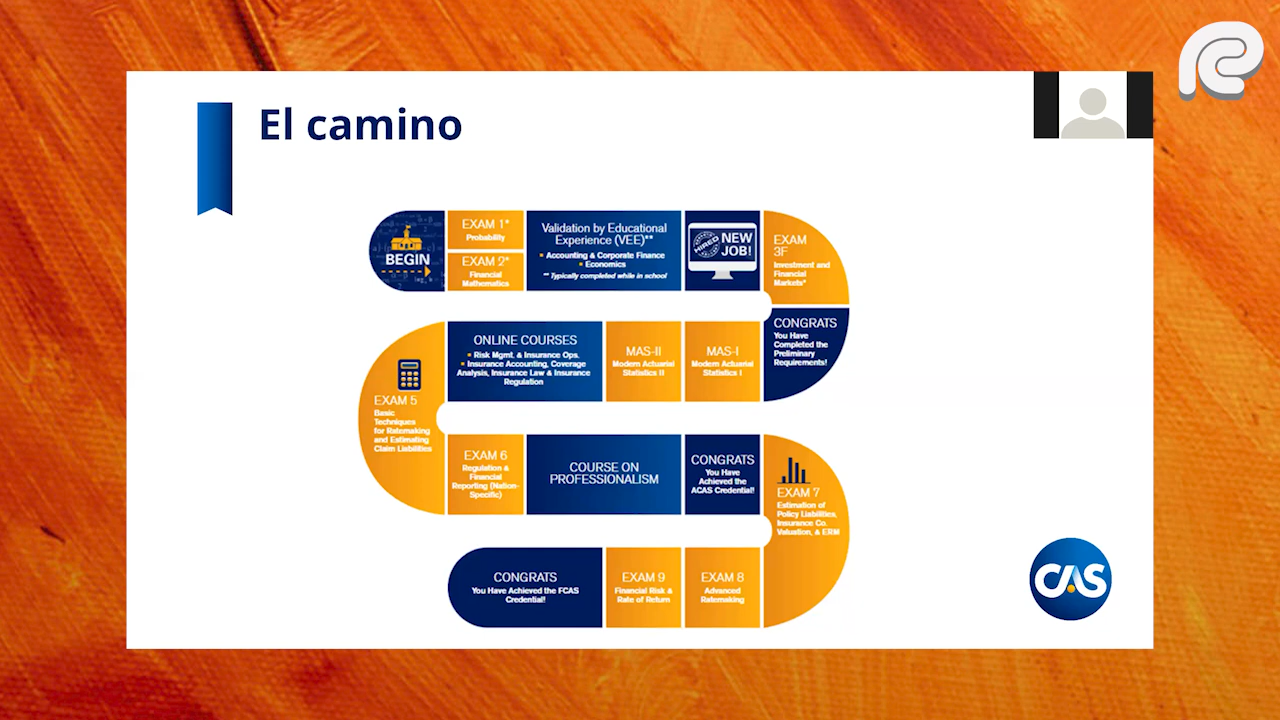 El camino
BEGIN
EXAM 1*
Probability
EXAM 2*
Financial
Mathematics
Validation by Educational
Experience (VEE)**
Accounting & Corporate Finance
Economics
** Typically completed while in school
HIRED
NEW
JOB!
EXAM
3F
Investment and
Financial
Markets*
CONGRATS
You Have
Completed the
Preliminary
Requirements!
MAS-I
Modern Actuarial
Statistics I
MAS-II
Modern Actuarial
Statistics II
ONLINE COURSES
Risk Mgmt. & Insurance Ops.
Insurance Accounting, Coverage
Analysis, Insurance Law & Insurance
Regulation
EXAM 5
Basic
Techniques
for Ratemaking
and Estimating
Claim Liabilities
EXAM 6
Regulation &
Financial
Reporting (Nation-
Specific)
COURSE ON
PROFESSIONALISM
CONGRATS
You Have
Achieved the
ACAS Credential!
EXAM 7
Estimation of
Policy Liabilities,
Insurance Co.
Valuation, & ERM
EXAM 8
Advanced
Ratemaking
EXAM 9
Financial Risk &
Rate of Return
CONGRATS
You Have Achieved the FCAS
Credential!
CAS